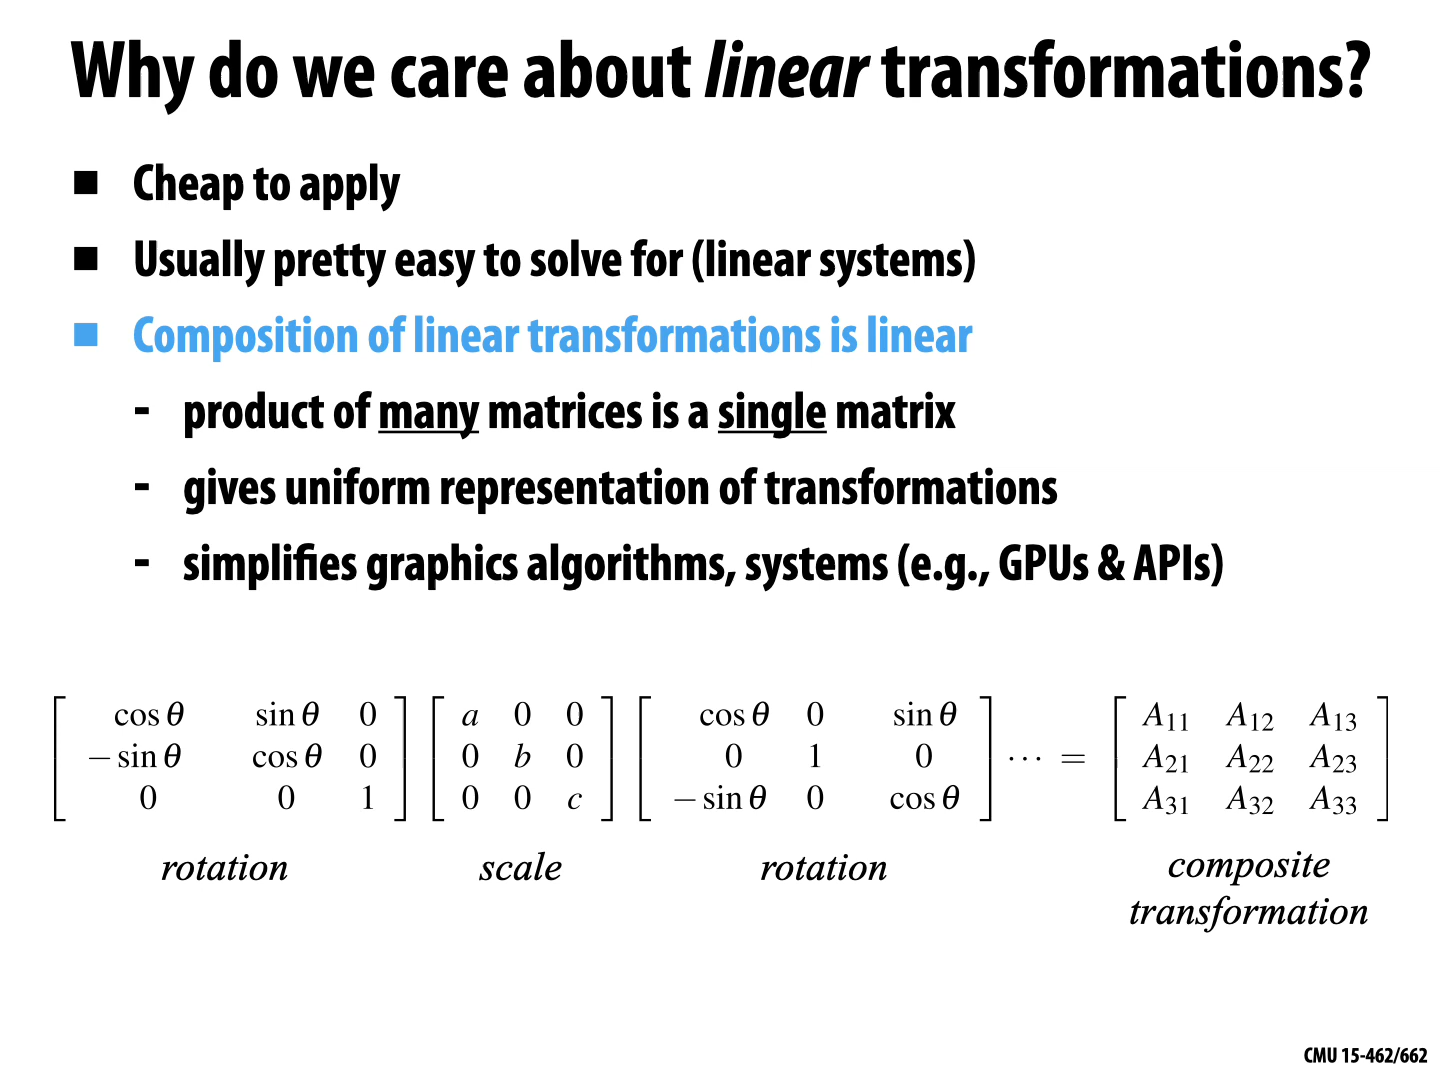 Why do we care about linear transformations?
■ Cheap to apply
■ Usually pretty easy to solve for (linear systems)
■ Composition of linear transformations is linear
- product of many matrices is a single matrix
- gives uniform representation of transformations
- simplifies graphics algorithms, systems (e.g., GPUs & APIs)
cos θ sin θ 0 a 0 0 cos θ 0 sin θ A11 A12 A13
− sin θ cos θ 0 0 b 0 0 1 0 ··· = A21 A22 A23
0 0 1 0 0 c − sin θ 0 cos θ A31 A32 A33
rotation scale rotation composite
transformation
CMU 15-462/662